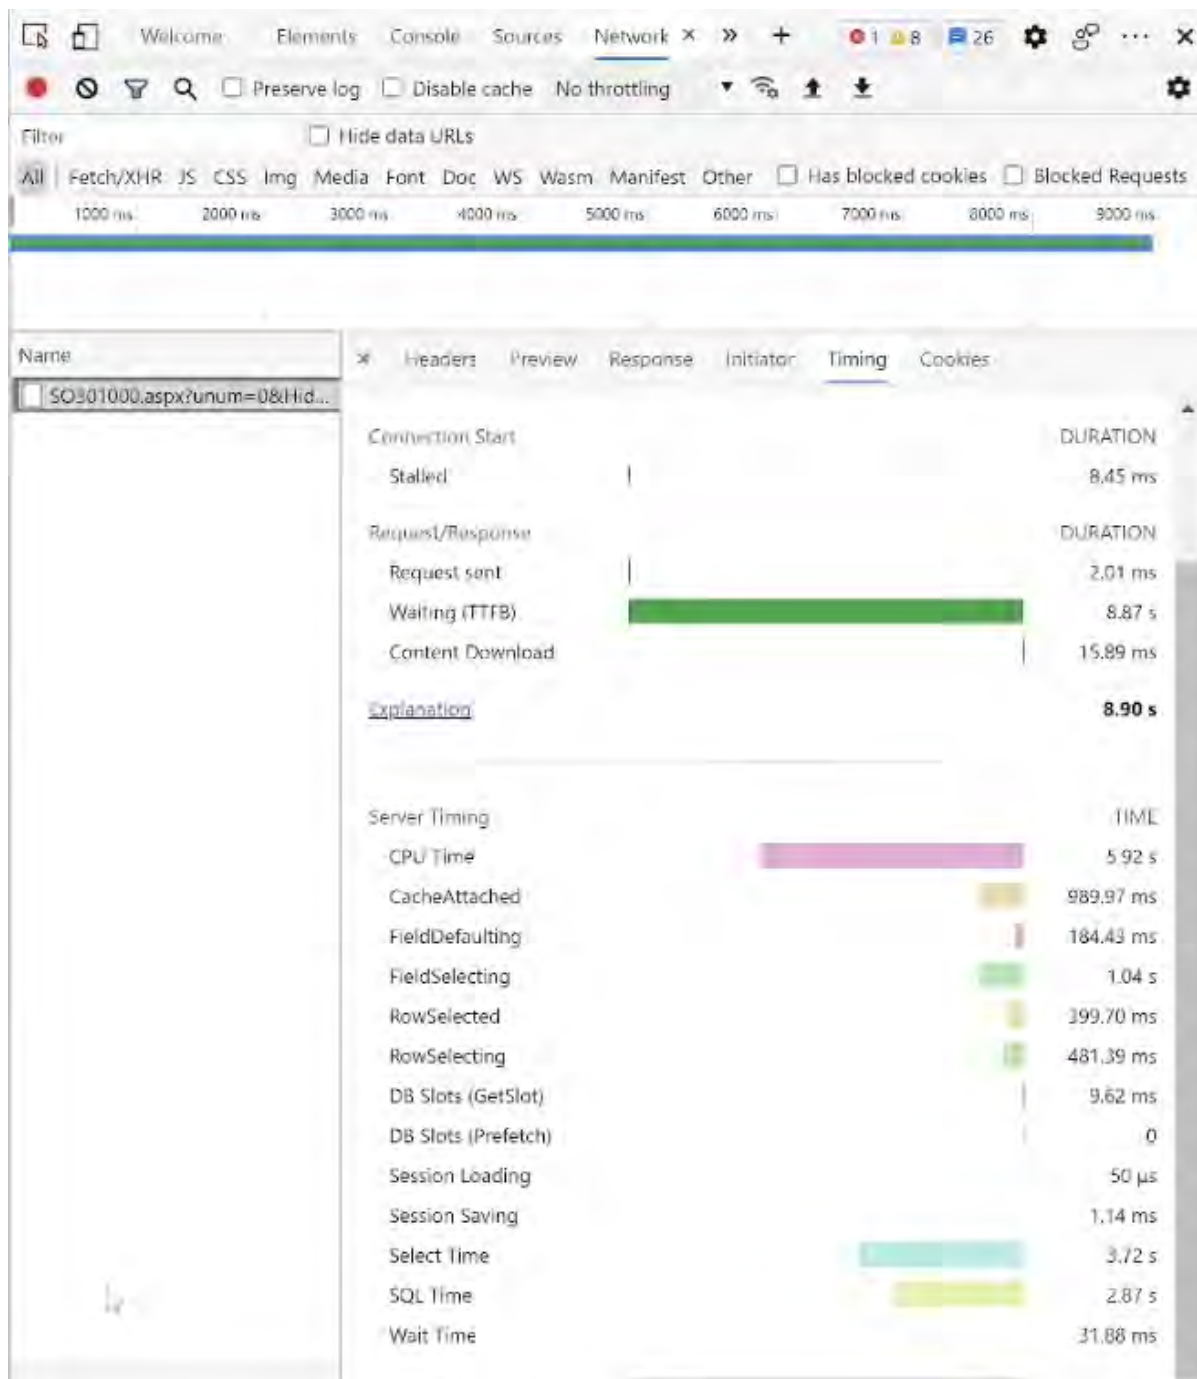 Welcome Elements Console Sources Network × » + 1 8 26 ··· ×
Preserve log Disable cache No throttling
Filter Hide data URLs
All Fetch/XHR JS CSS Img Media Font Doc WS Wasm Manifest Other Has blocked cookies Blocked Requests
1000 ms 2000 ms 3000 ms 4000 ms 5000 ms 6000 ms 7000 ms 8000 ms 9000 ms
Name × Headers Preview Response Initiator Timing Cookies
SO301000.aspx?unum=0&Hid...
Connection Start DURATION
Stalled 8.45 ms
Request/Response DURATION
Request sent 2.01 ms
Waiting (TTFB) 8.87 s
Content Download 15.89 ms
Explanation 8.90 s
Server Timing TIME
CPU Time 5.92 s
CacheAttached 989.97 ms
FieldDefaulting 184.43 ms
FieldSelecting 1.04 s
RowSelected 399.70 ms
RowSelecting 481.39 ms
DB Slots (GetSlot) 9.62 ms
DB Slots (Prefetch) 0
Session Loading 50 µs
Session Saving 1.14 ms
Select Time 3.72 s
SQL Time 2.87 s
Wait Time 31.88 ms